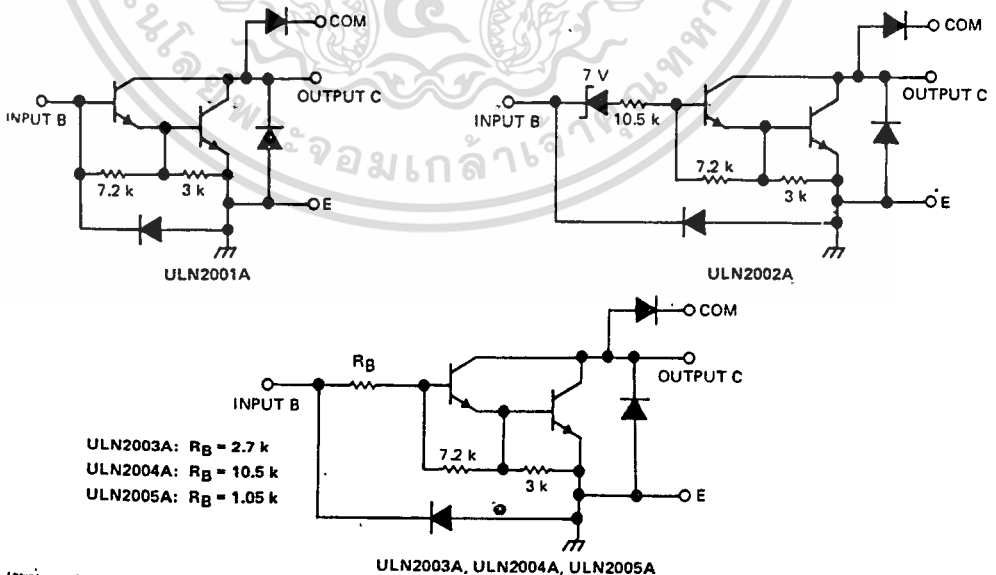 COM
OUTPUT C
INPUT B
7.2 k
3 k
E
ULN2001A
COM
7 V
OUTPUT C
INPUT B
10.5 k
7.2 k
3 k
E
ULN2002A
COM
RB
OUTPUT C
INPUT B
ULN2003A: RB = 2.7 k
ULN2004A: RB = 10.5 k
ULN2005A: RB = 1.05 k
7.2 k
3 k
E
ULN2003A, ULN2004A, ULN2005A